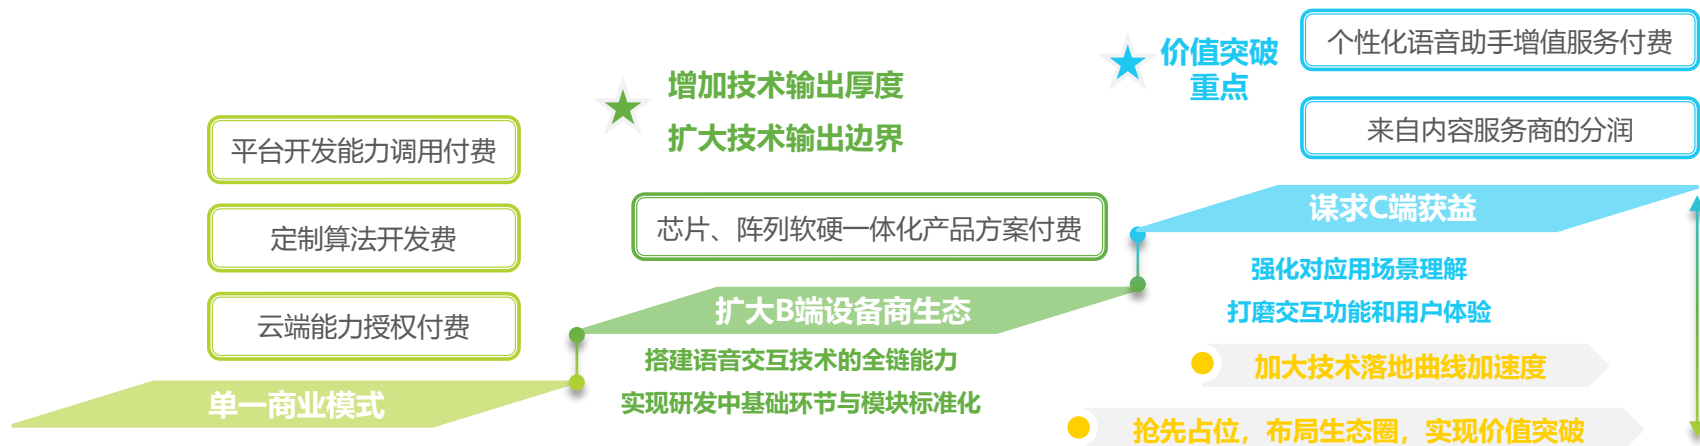 平台开发能力调用付费
定制算法开发费
云端能力授权付费
单一商业模式
增加技术输出厚度
扩大技术输出边界
芯片、阵列软硬一体化产品方案付费
扩大B端设备商生态
搭建语音交互技术的全链能力
实现研发中基础环节与模块标准化
价值突破
重点
个性化语音助手增值服务付费
来自内容服务商的分润
谋求C端获益
强化对应用场景理解
打磨交互功能和用户体验
加大技术落地曲线加速度
抢先占位，布局生态圈，实现价值突破